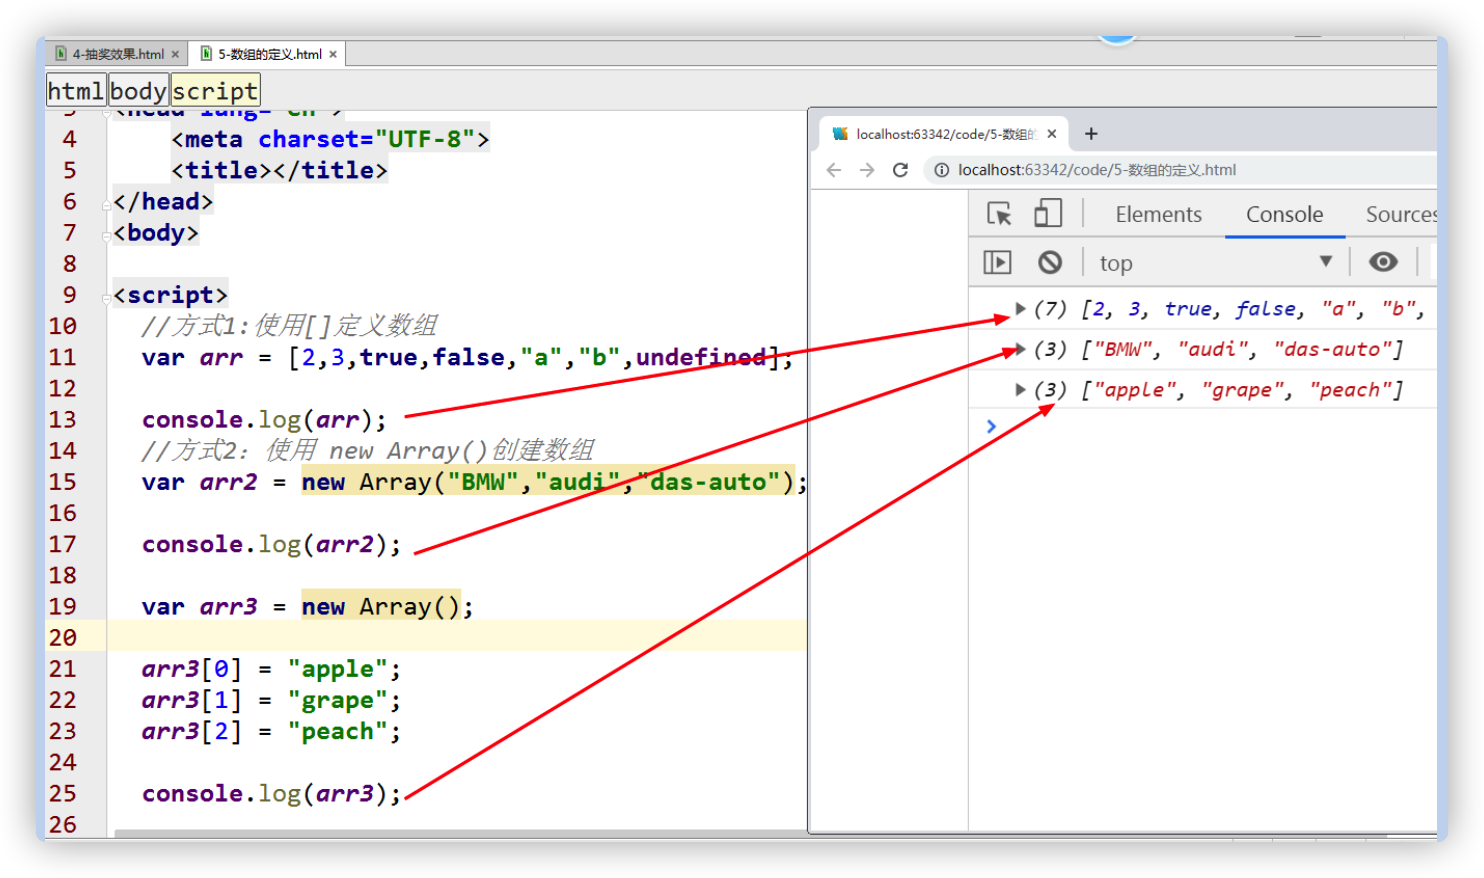 4-抽奖效果.html × 5-数组的定义.html ×
html body script
3 <head lang="en">
4 <meta charset="UTF-8">
5 <title></title>
6 </head>
7 <body>
8
9 <script>
10 //方式1:使用[]定义数组
11 var arr = [2,3,true,false,"a","b",undefined];
12
13 console.log(arr);
14 //方式2: 使用 new Array()创建数组
15 var arr2 = new Array("BMW","audi","das-auto");
16
17 console.log(arr2);
18
19 var arr3 = new Array();
20
21 arr3[0] = "apple";
22 arr3[1] = "grape";
23 arr3[2] = "peach";
24
25 console.log(arr3);
26
localhost:63342/code/5-数组的 × +
localhost:63342/code/5-数组的定义.html
Elements Console Sources
top
(7) [2, 3, true, false, "a", "b",
(3) ["BMW", "audi", "das-auto"]
(3) ["apple", "grape", "peach"]